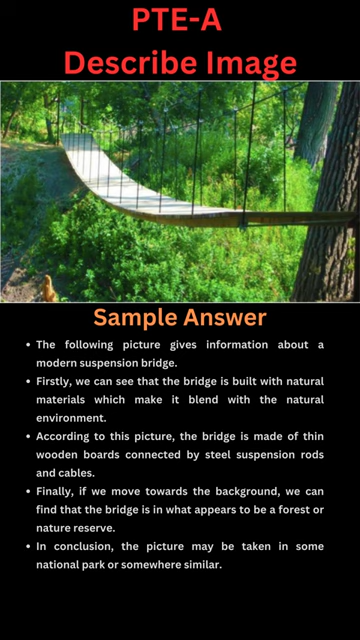 PTE-A
Describe Image
Sample Answer
• The following picture gives information about a
modern suspension bridge.
• Firstly, we can see that the bridge is built with natural
materials which make it blend with the natural
environment.
• According to this picture, the bridge is made of thin
wooden boards connected by steel suspension rods
and cables.
• Finally, if we move towards the background, we can
find that the bridge is in what appears to be a forest or
nature reserve.
• In conclusion, the picture may be taken in some
national park or somewhere similar.